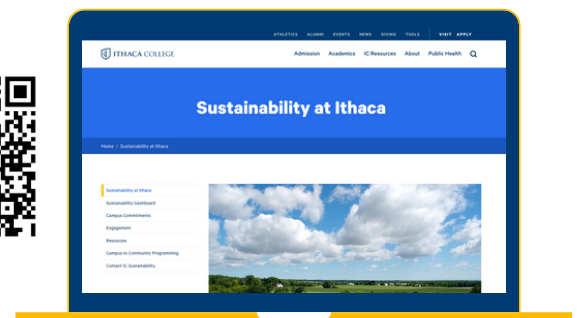 ATHLETICS ALUMNI EVENTS NEWS GIVING TOOLS VISIT APPLY
ITHACA COLLEGE
Admission Academics IC Resources About Public Health
Sustainability at Ithaca
Home / Sustainability at Ithaca
Sustainability at Ithaca
Sustainability Dashboard
Campus Commitments
Engagement
Resources
Campus to Community Programming
Contact IC Sustainability